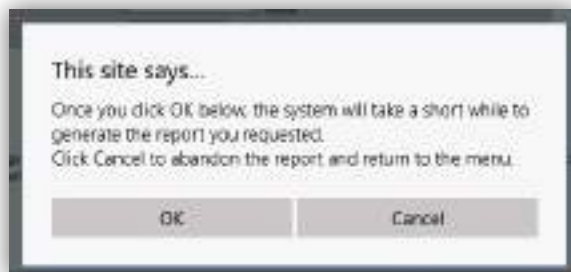 This site says...
Once you click OK below, the system will take a short while to
generate the report you requested.
Click Cancel to abandon the report and return to the menu.
OK
Cancel